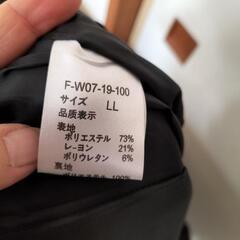 F-W07-19-100
サイズ LL
品質表示
表地
ポリエステル 73%
レーヨン 21%
ポリウレタン 6%
裏地
100%